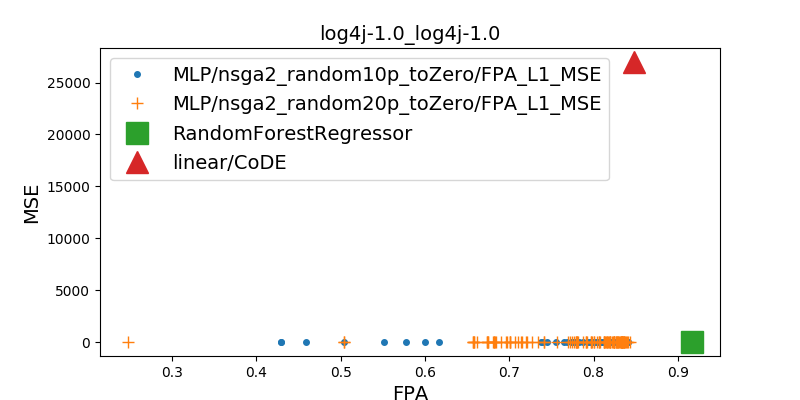 log4j-1.0_log4j-1.0
MLP/nsga2_random10p_toZero/FPA_L1_MSE
MLP/nsga2_random20p_toZero/FPA_L1_MSE
RandomForestRegressor
linear/CoDE
25000
20000
15000
10000
5000
0
MSE
0.3 0.4 0.5 0.6 0.7 0.8 0.9
FPA